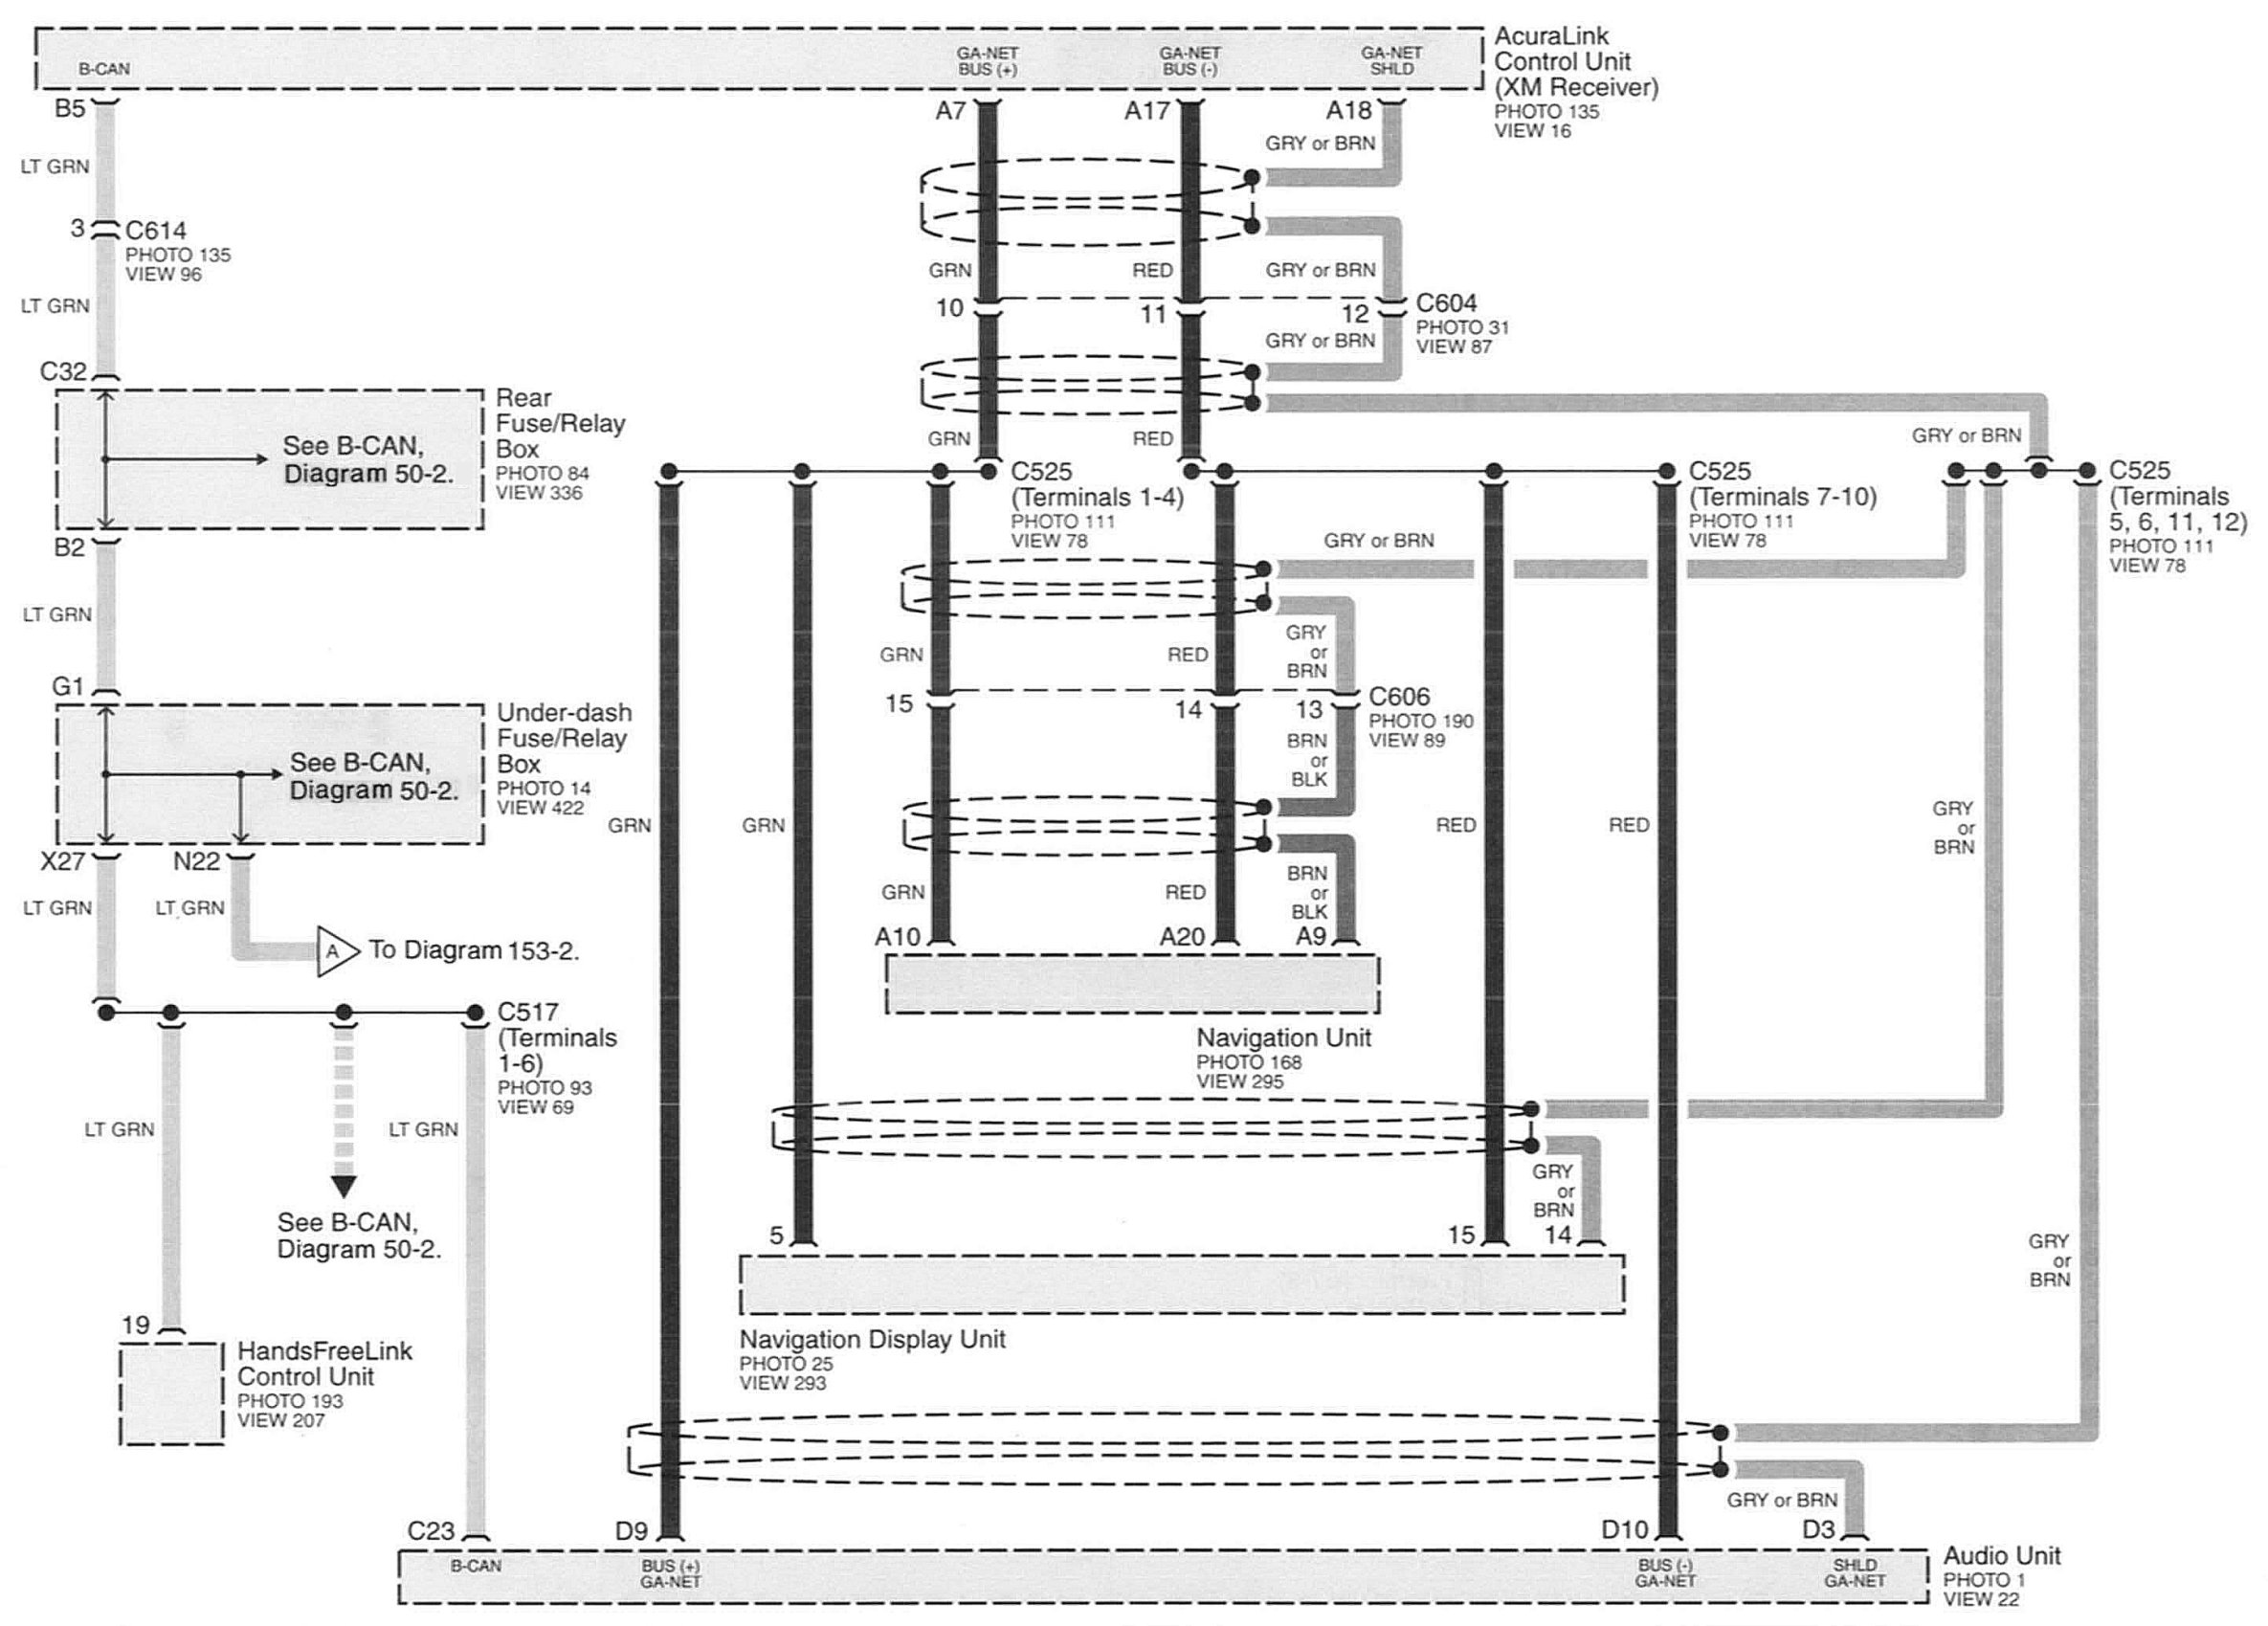 AcuraLink
Control Unit
(XM Receiver)
PHOTO 135
VIEW 16
B-CAN
GA-NET
BUS (+)
GA-NET
BUS (-)
GA-NET
SHLD
B5
A7
A17
A18
LT GRN
GRY or BRN
3
C614
PHOTO 135
VIEW 96
LT GRN
GRN
RED
GRY or BRN
10
11
12
C604
PHOTO 31
VIEW 87
GRY or BRN
C32
Rear
Fuse/Relay
Box
PHOTO 84
VIEW 336
See B-CAN,
Diagram 50-2.
GRN
RED
GRY or BRN
C525
(Terminals 1-4)
PHOTO 111
VIEW 78
C525
(Terminals 7-10)
PHOTO 111
VIEW 78
C525
(Terminals
5, 6, 11, 12)
PHOTO 111
VIEW 78
B2
GRY or BRN
LT GRN
GRN
RED
GRY
or
BRN
G1
15
14
13
C606
PHOTO 190
VIEW 89
Under-dash
Fuse/Relay
Box
PHOTO 14
VIEW 422
See B-CAN,
Diagram 50-2.
BRN
or
BLK
GRN
GRN
RED
RED
GRY
or
BRN
X27
N22
LT GRN
LT GRN
GRN
RED
BRN
or
BLK
A
To Diagram 153-2.
A10
A20
A9
C517
(Terminals
1-6)
PHOTO 93
VIEW 69
Navigation Unit
PHOTO 168
VIEW 295
LT GRN
LT GRN
GRY
or
BRN
See B-CAN,
Diagram 50-2.
5
15
14
GRY
or
BRN
19
HandsFreeLink
Control Unit
PHOTO 193
VIEW 207
Navigation Display Unit
PHOTO 25
VIEW 293
GRY or BRN
C23
D9
D10
D3
B-CAN
BUS (+)
GA-NET
BUS (-)
GA-NET
SHLD
GA-NET
Audio Unit
PHOTO 1
VIEW 22